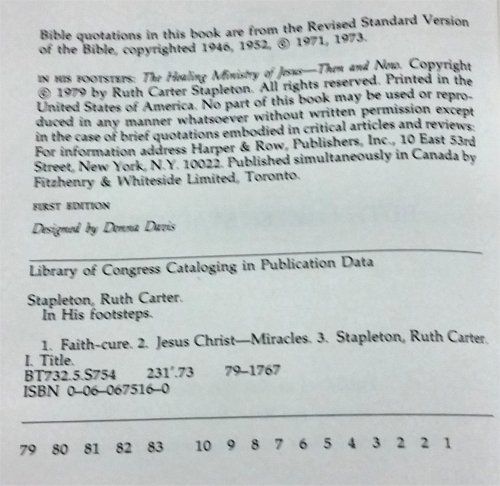 Bible quotations in this book are from the Revised Standard Version
of the Bible, copyrighted 1946, 1952, © 1971, 1973.
IN HIS FOOTSTEPS: The Healing Ministry of Jesus—Then and Now. Copyright
© 1979 by Ruth Carter Stapleton. All rights reserved. Printed in the
United States of America. No part of this book may be used or repro-
duced in any manner whatsoever without written permission except
in the case of brief quotations embodied in critical articles and reviews.
For information address Harper & Row, Publishers, Inc., 10 East 53rd
Street, New York, N.Y. 10022. Published simultaneously in Canada by
Fitzhenry & Whiteside Limited, Toronto.
FIRST EDITION
Designed by Donna Davis
Library of Congress Cataloging in Publication Data
Stapleton, Ruth Carter.
In His footsteps.
1. Faith-cure. 2. Jesus Christ—Miracles. 3. Stapleton, Ruth Carter.
I. Title.
BT732.5.S754 231'.73 79-1767
ISBN 0-06-067516-0
79 80 81 82 83 10 9 8 7 6 5 4 3 2 2 1